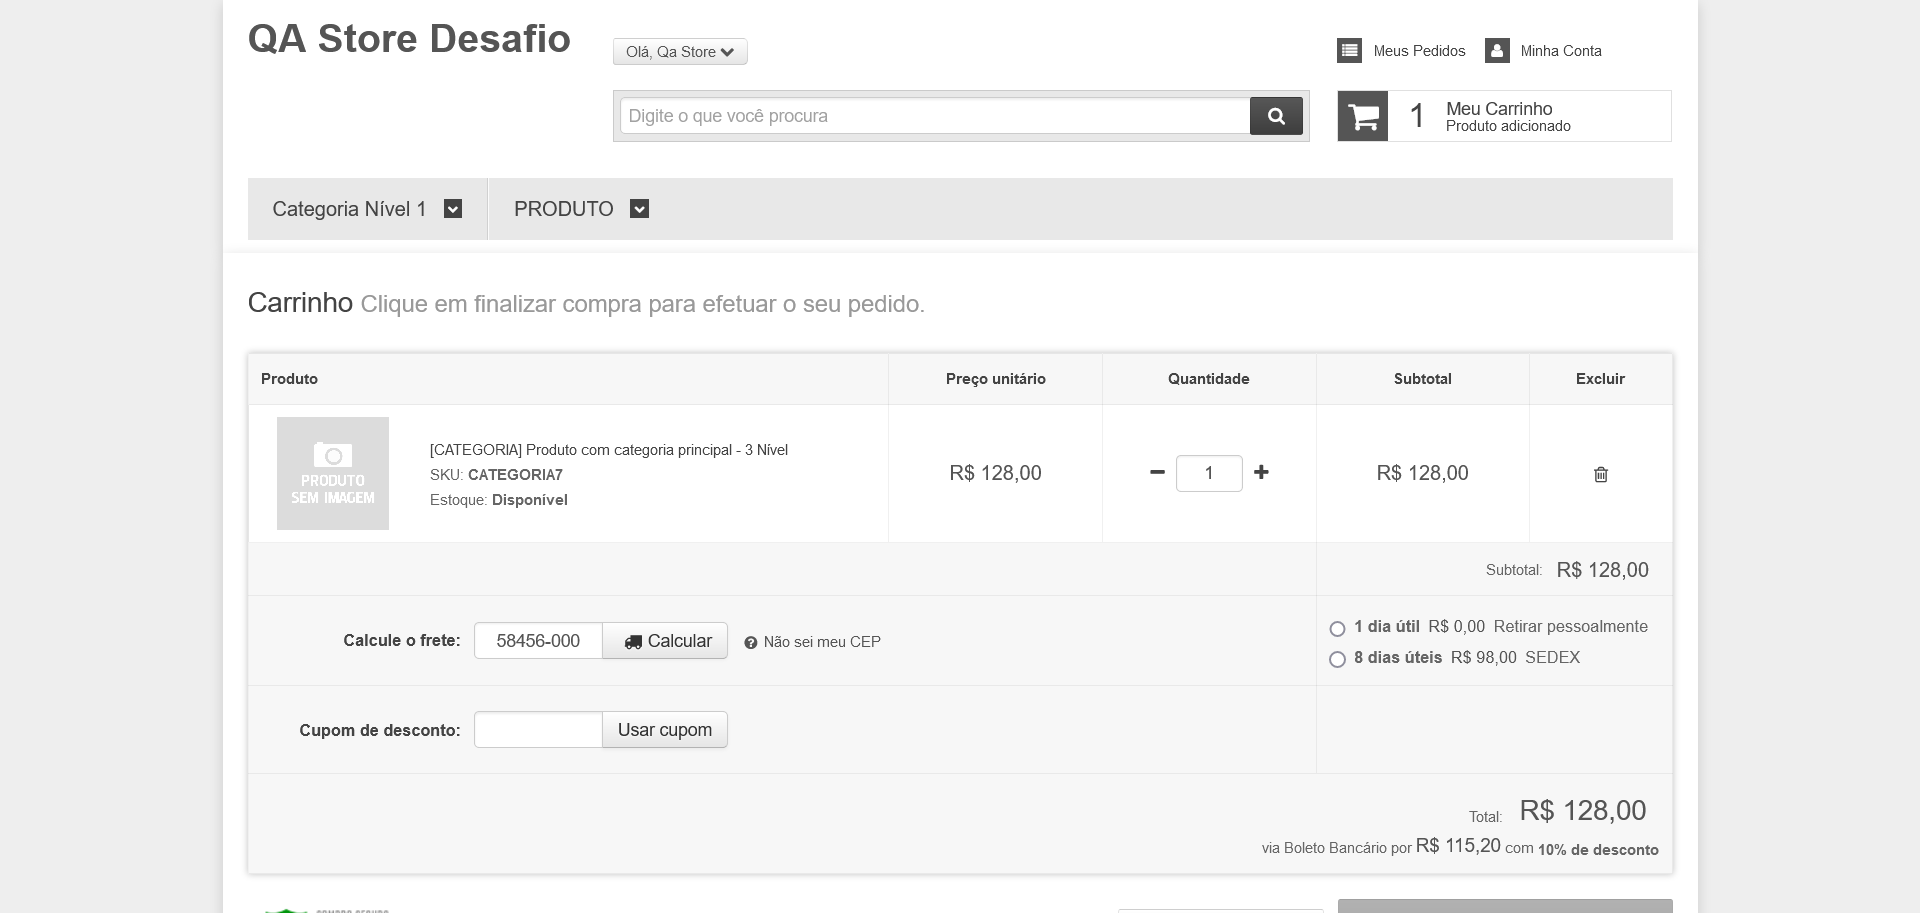 QA Store Desafio
Olá, Qa Store
Meus Pedidos
Minha Conta
Digite o que você procura
1
Meu Carrinho
Produto adicionado
Categoria Nível 1
PRODUTO
Carrinho Clique em finalizar compra para efetuar o seu pedido.
Produto
Preço unitário
Quantidade
Subtotal
Excluir
PRODUTO
SEM IMAGEM
[CATEGORIA] Produto com categoria principal - 3 Nível
SKU: CATEGORIA7
Estoque: Disponível
R$ 128,00
1
R$ 128,00
Subtotal: R$ 128,00
Calcule o frete:
58456-000
Calcular
Não sei meu CEP
1 dia útil R$ 0,00 Retirar pessoalmente
8 dias úteis R$ 98,00 SEDEX
Cupom de desconto:
Usar cupom
Total: R$ 128,00
via Boleto Bancário por R$ 115,20 com 10% de desconto